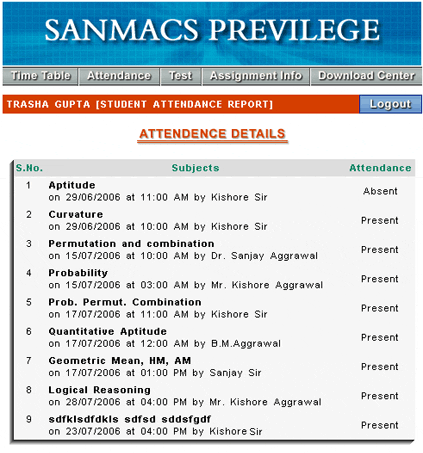 SANMACS PREVILEGE
Time Table Attendance Test Assignment Info Download Center
TRASHA GUPTA [STUDENT ATTENDANCE REPORT] Logout
ATTENDENCE DETAILS
S.No. Subjects Attendance
1 Aptitude
on 29/06/2006 at 11:00 AM by Kishore Sir Absent
2 Curvature
on 29/06/2006 at 10:00 AM by Kishore Sir Present
3 Permutation and combination
on 15/07/2006 at 10:00 AM by Dr. Sanjay Aggrawal Present
4 Probability
on 15/07/2006 at 03:00 AM by Mr. Kishore Aggrawal Present
5 Prob. Permut. Combination
on 17/07/2006 at 11:00 AM by Kishore Sir Present
6 Quantitative Aptitude
on 17/07/2006 at 12:00 AM by B.M.Aggrawal Present
7 Geometric Mean, HM, AM
on 17/07/2006 at 01:00 PM by Sanjay Sir Present
8 Logical Reasoning
on 28/07/2006 at 04:00 PM by Mr. Kishore Aggrawal Present
9 sdfklsdfdkls sdfsd sddsfgdf
on 23/07/2006 at 04:00 PM by Kishore Sir Present